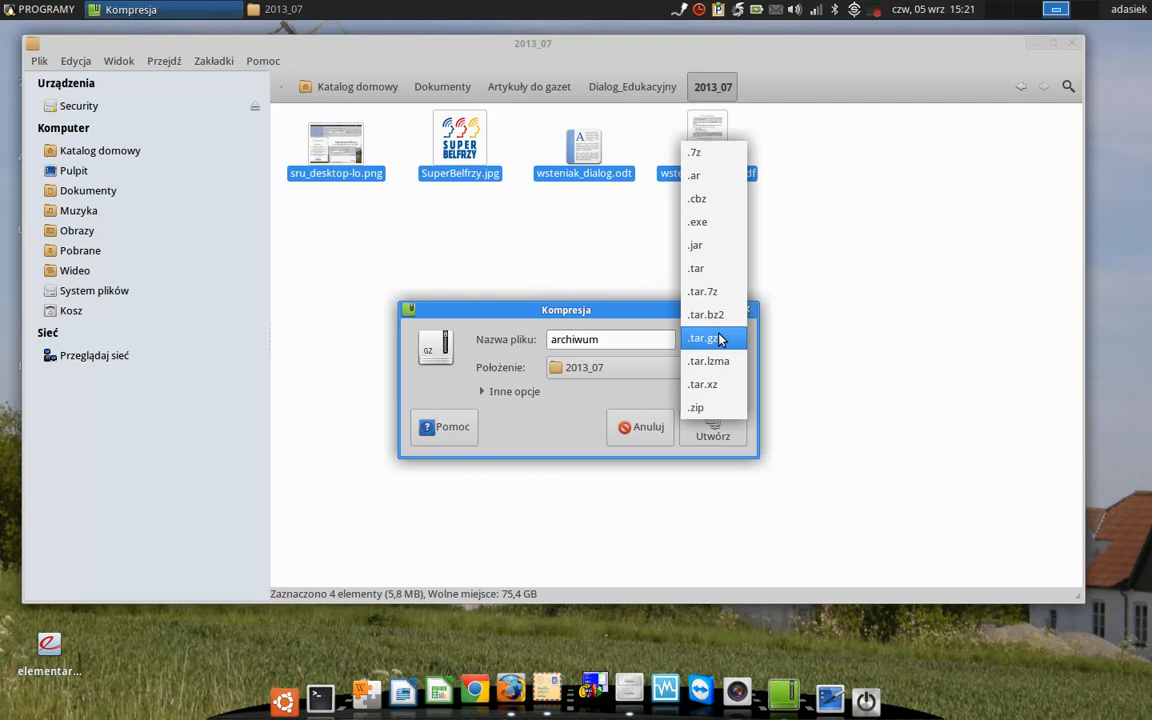 PROGRAMY
Kompresja
2013_07
czw, 05 wrz 15:21
adasiek
2013_07
Plik Edycja Widok Przejdź Zakładki Pomoc
Urządzenia
Security
Komputer
Katalog domowy
Pulpit
Dokumenty
Muzyka
Obrazy
Pobrane
Wideo
System plików
Kosz
Sieć
Przeglądaj sieć
Katalog domowy Dokumenty Artykuły do gazet Dialog_Edukacyjny 2013_07
SUPER
BELFRZY
sru_desktop-lo.png SuperBelfrzy.jpg wsteniak_dialog.odt
.7z
.ar
.cbz
.exe
.jar
.tar
.tar.7z
.tar.bz2
.tar.gz
.tar.lzma
.tar.xz
.zip
Kompresja
GZ
Nazwa pliku: archiwum
Położenie: 2013_07
Inne opcje
Pomoc Anuluj Utwórz
Zaznaczono 4 elementy (5,8 MB), Wolne miejsce: 75,4 GB
elementar...